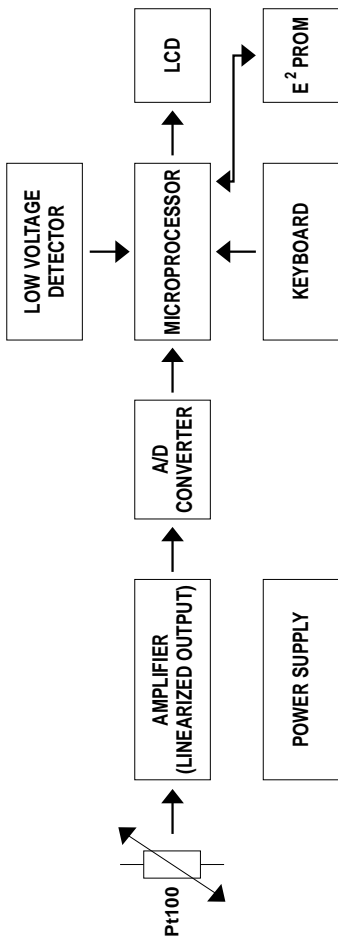 LOW VOLTAGE
DETECTOR
Pt100
AMPLIFIER
(LINEARIZED OUTPUT)
A/D
CONVERTER
MICROPROCESSOR
LCD
POWER SUPPLY
KEYBOARD
E² PROM